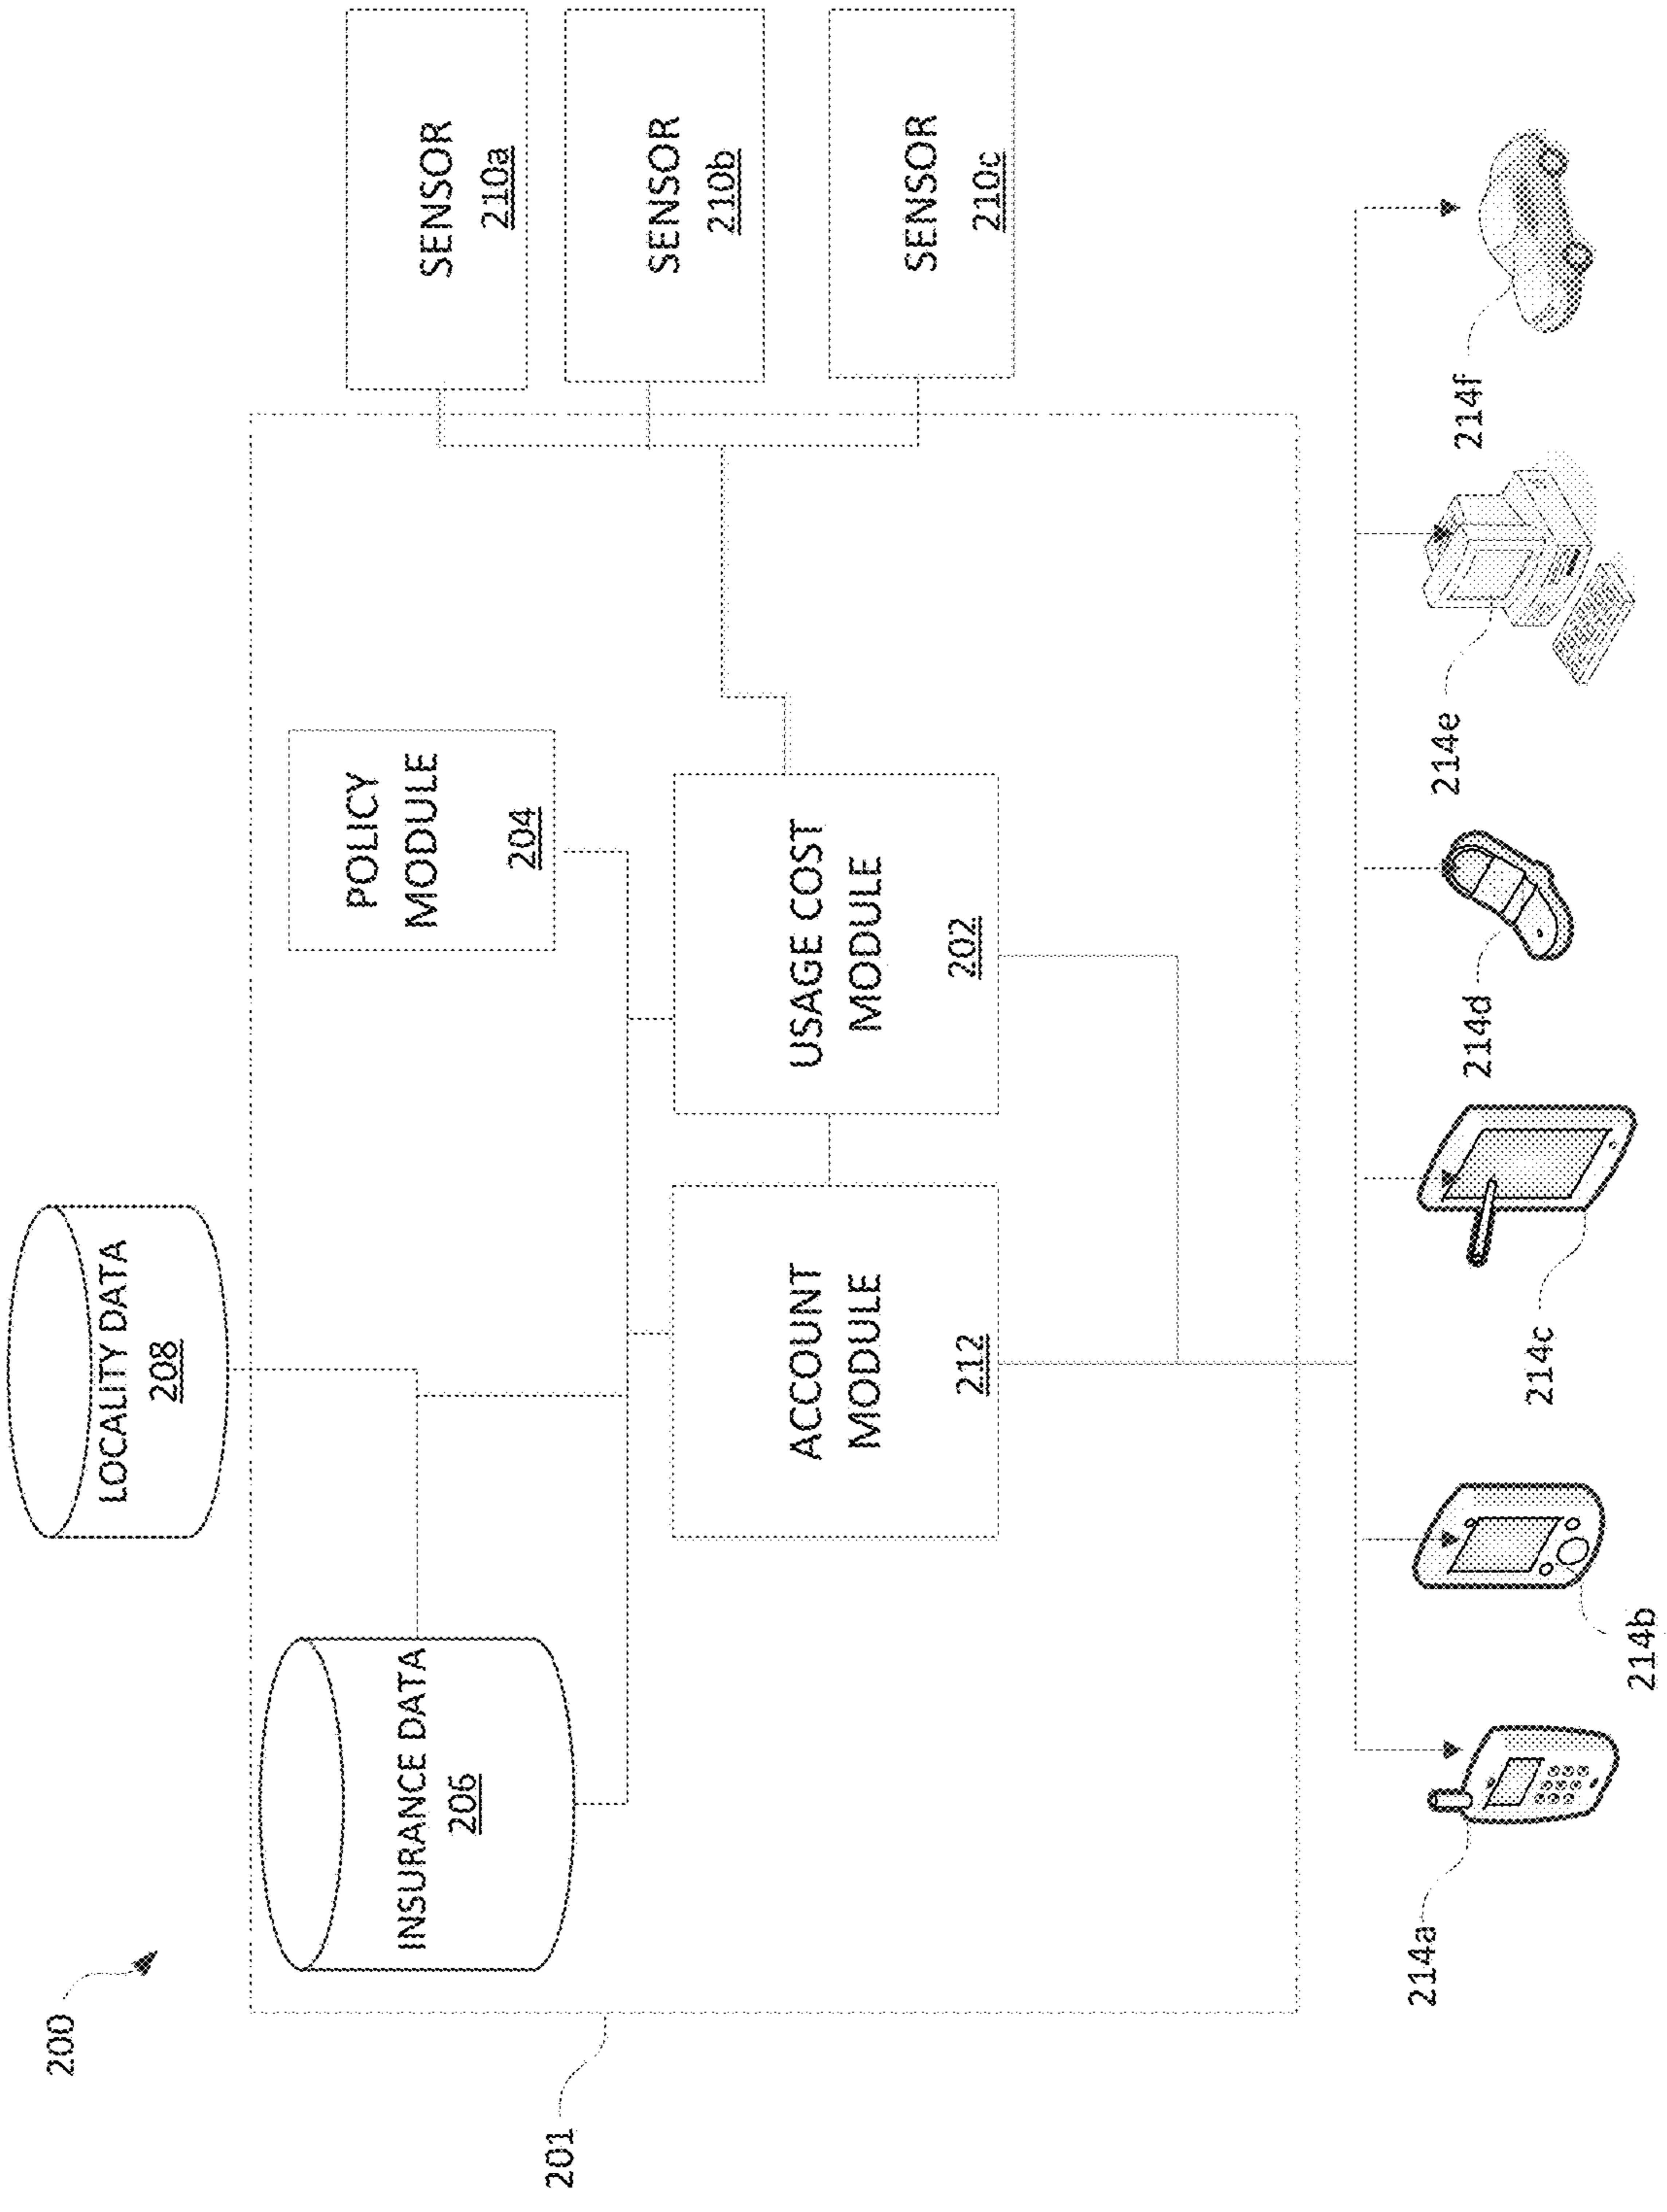 200
LOCALITY DATA
208
201
INSURANCE DATA
206
POLICY
MODULE
204
SENSOR
210a
SENSOR
210b
SENSOR
210c
ACCOUNT
MODULE
212
USAGE COST
MODULE
202
214a
214b
214c
214d
214e
214f